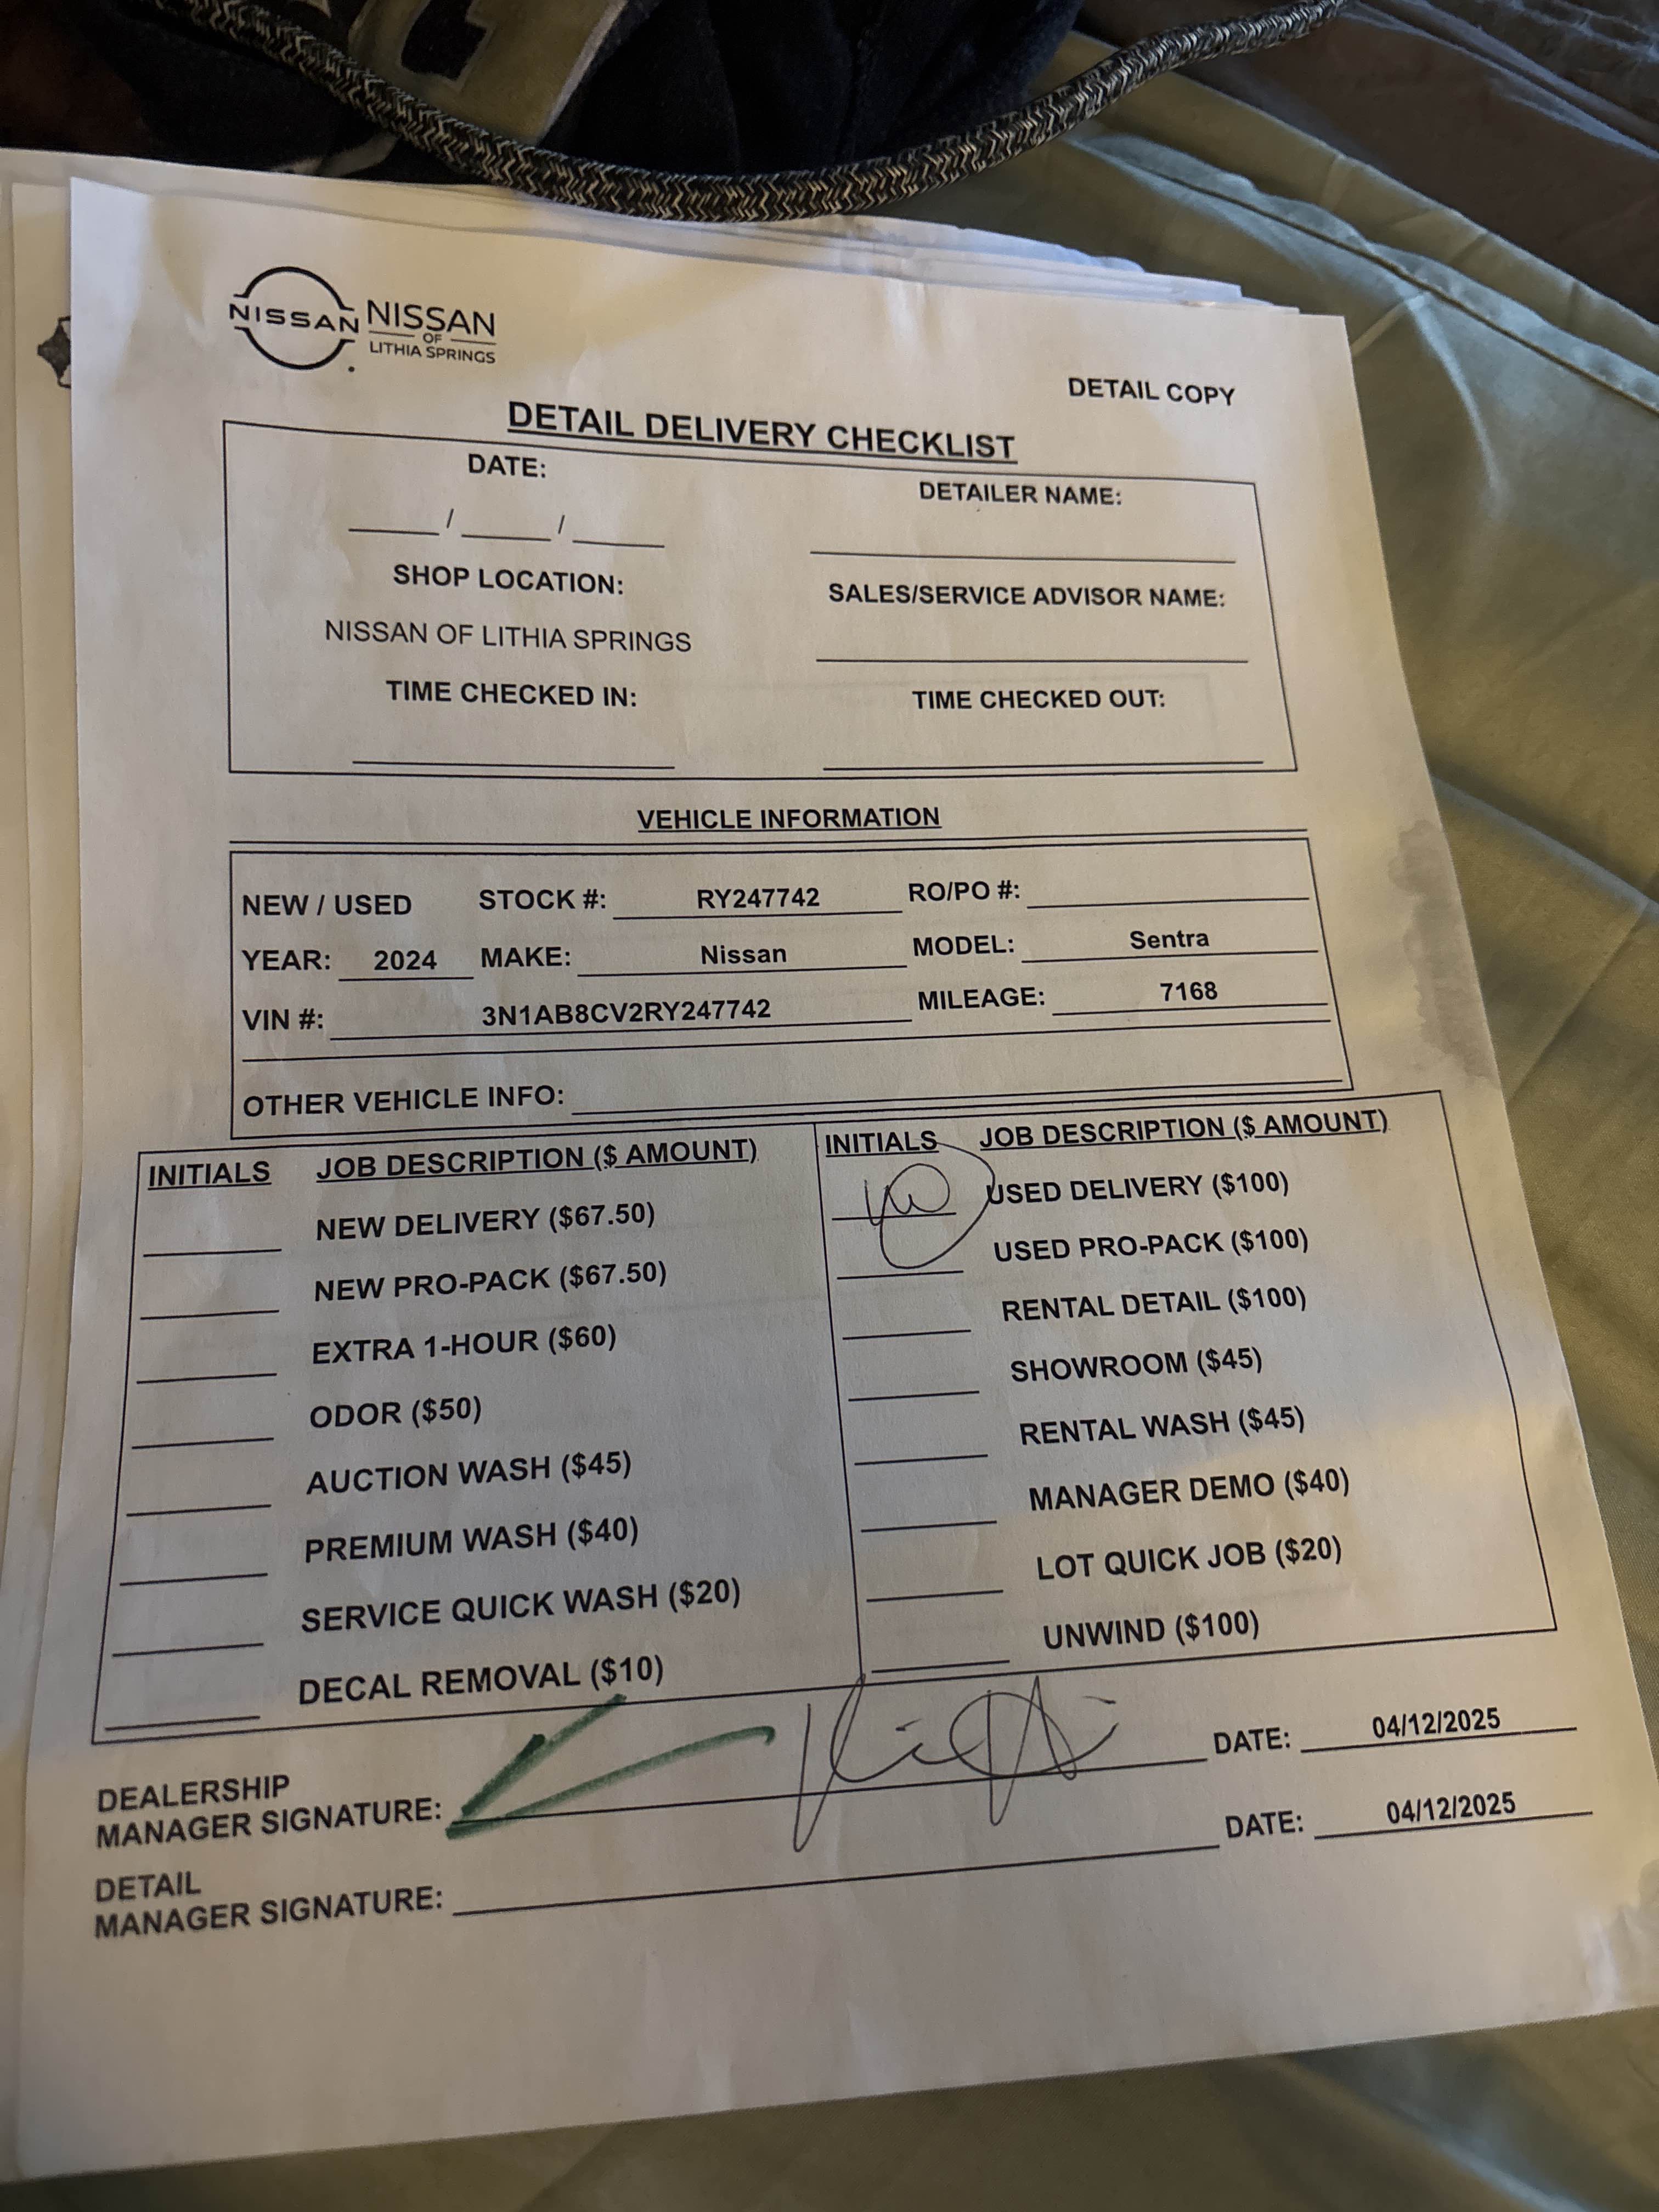 NISSAN NISSAN
OF
LITHIA SPRINGS
DETAIL COPY
DETAIL DELIVERY CHECKLIST
DATE: DETAILER NAME:
____/____/____ ____
SHOP LOCATION: SALES/SERVICE ADVISOR NAME:
NISSAN OF LITHIA SPRINGS
TIME CHECKED IN: TIME CHECKED OUT:
VEHICLE INFORMATION
NEW / USED STOCK #: RY247742 RO/PO #:
YEAR: 2024 MAKE: Nissan MODEL: Sentra
VIN #: 3N1AB8CV2RY247742 MILEAGE: 7168
OTHER VEHICLE INFO:
INITIALS JOB DESCRIPTION ($ AMOUNT) INITIALS JOB DESCRIPTION ($ AMOUNT)
NEW DELIVERY ($67.50) USED DELIVERY ($100)
NEW PRO-PACK ($67.50) USED PRO-PACK ($100)
EXTRA 1-HOUR ($60) RENTAL DETAIL ($100)
ODOR ($50) SHOWROOM ($45)
AUCTION WASH ($45) RENTAL WASH ($45)
PREMIUM WASH ($40) MANAGER DEMO ($40)
SERVICE QUICK WASH ($20) LOT QUICK JOB ($20)
DECAL REMOVAL ($10) UNWIND ($100)
DEALERSHIP
MANAGER SIGNATURE: DATE: 04/12/2025
DETAIL
MANAGER SIGNATURE: DATE: 04/12/2025